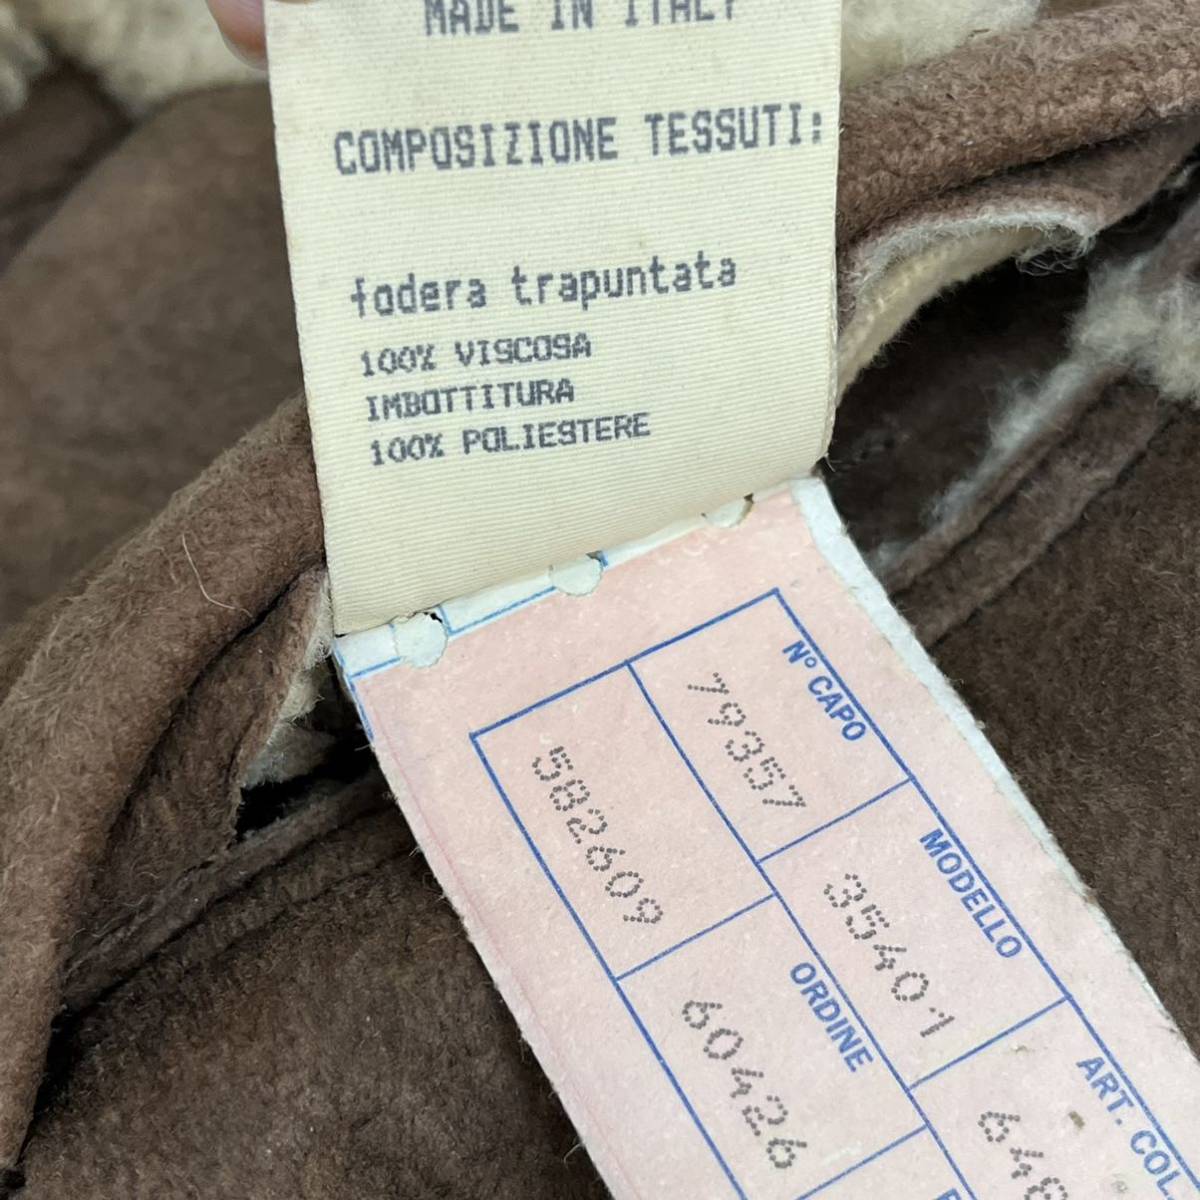 MADE IN ITALY
COMPOSIZIONE TESSUTI:
fodera trapuntata
100% VISCOSA
IMBOTTITURA
100% POLIESTERE
N° CAPO
79357
MODELLO
35401
ART. COL.
582609
ORDINE
60426